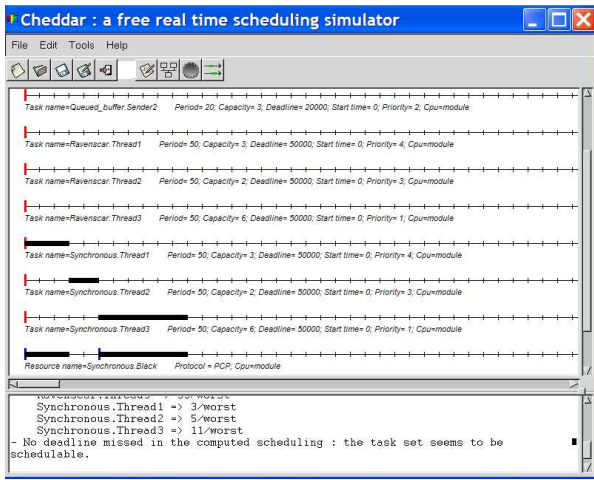 Cheddar : a free real time scheduling simulator
File Edit Tools Help
Task name=Queued_buffer.Sender2 Period= 20; Capacity= 3; Deadline= 20000; Start time= 0; Priority= 2; Cpu=module
Task name=Ravenscar.Thread1 Period= 50; Capacity= 3; Deadline= 50000; Start time= 0; Priority= 4; Cpu=module
Task name=Ravenscar.Thread2 Period= 50; Capacity= 2; Deadline= 50000; Start time= 0; Priority= 3; Cpu=module
Task name=Ravenscar.Thread3 Period= 50; Capacity= 6; Deadline= 50000; Start time= 0; Priority= 1; Cpu=module
Task name=Synchronous.Thread1 Period= 50; Capacity= 3; Deadline= 50000; Start time= 0; Priority= 4; Cpu=module
Task name=Synchronous.Thread2 Period= 50; Capacity= 2; Deadline= 50000; Start time= 0; Priority= 3; Cpu=module
Task name=Synchronous.Thread3 Period= 50; Capacity= 6; Deadline= 50000; Start time= 0; Priority= 1; Cpu=module
Resource name=Synchronous.Black Protocol = PCP; Cpu=module
Synchronous.Thread1 => 3/worst
Synchronous.Thread2 => 5/worst
Synchronous.Thread3 => 11/worst
- No deadline missed in the computed scheduling : the task set seems to be
schedulable.